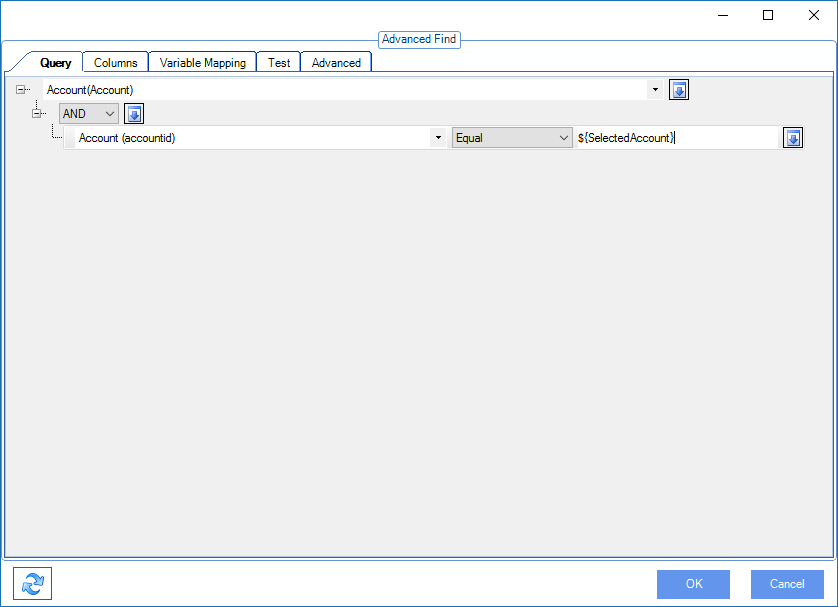 Advanced Find
Query Columns Variable Mapping Test Advanced
Account(Account)
AND
Account (accountid) Equal ${SelectedAccount}
OK Cancel